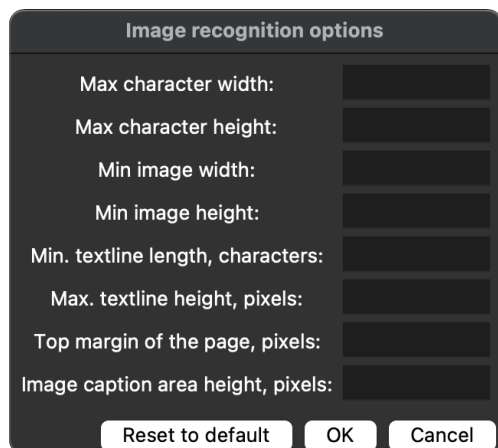 Image recognition options
Max character width:
Max character height:
Min image width:
Min image height:
Min. textline length, characters:
Max. textline height, pixels:
Top margin of the page, pixels:
Image caption area height, pixels:
Reset to default OK Cancel